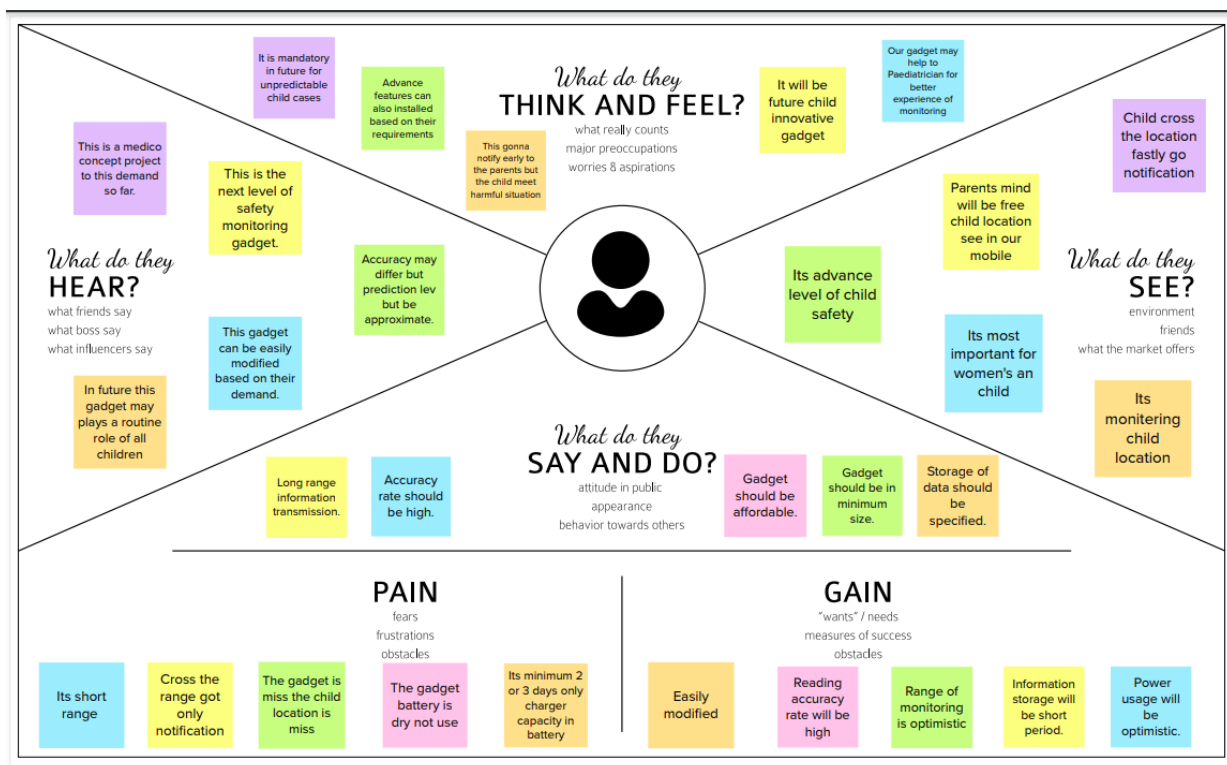 It is mandatory
in future for
unpredictable
child cases
Advance
features can
also installed
based on their
requirements
What do they
THINK AND FEEL?
what really counts
major preoccupations
worries & aspirations
This gonna
notify early to
the parents but
the child meet
harmful situation
It will be
future child
innovative
gadget
Our gadget may
help to
Paediatrician for
better
experience of
monitoring
This is a medico
concept project
to this demand
so far.
This is the
next level of
safety
monitoring
gadget.
What do they
HEAR?
what friends say
what boss say
what influencers say
Accuracy may
differ but
prediction lev
but be
approximate.
This gadget
can be easily
modified
based on their
demand.
In future this
gadget may
plays a routine
role of all
children
Child cross
the location
fastly go
notification
Parents mind
will be free
child location
see in our
mobile
What do they
SEE?
environment
friends
what the market offers
Its advance
level of child
safety
Its most
important for
women's an
child
Its
monitering
child
location
What do they
SAY AND DO?
attitude in public
appearance
behavior towards others
Long range
information
transmission.
Accuracy
rate should
be high.
Gadget
should be
affordable.
Gadget
should be in
minimum
size.
Storage of
data should
be
specified.
PAIN
fears
frustrations
obstacles
Its short
range
Cross the
range got
only
notification
The gadget is
miss the child
location is
miss
The gadget
battery is
dry not use
Its minimum 2
or 3 days only
charger
capacity in
battery
GAIN
"wants" / needs
measures of success
obstacles
Easily
modified
Reading
accuracy
rate will be
high
Range of
monitoring
is optimistic
Information
storage will
be short
period.
Power
usage will
be
optimistic.